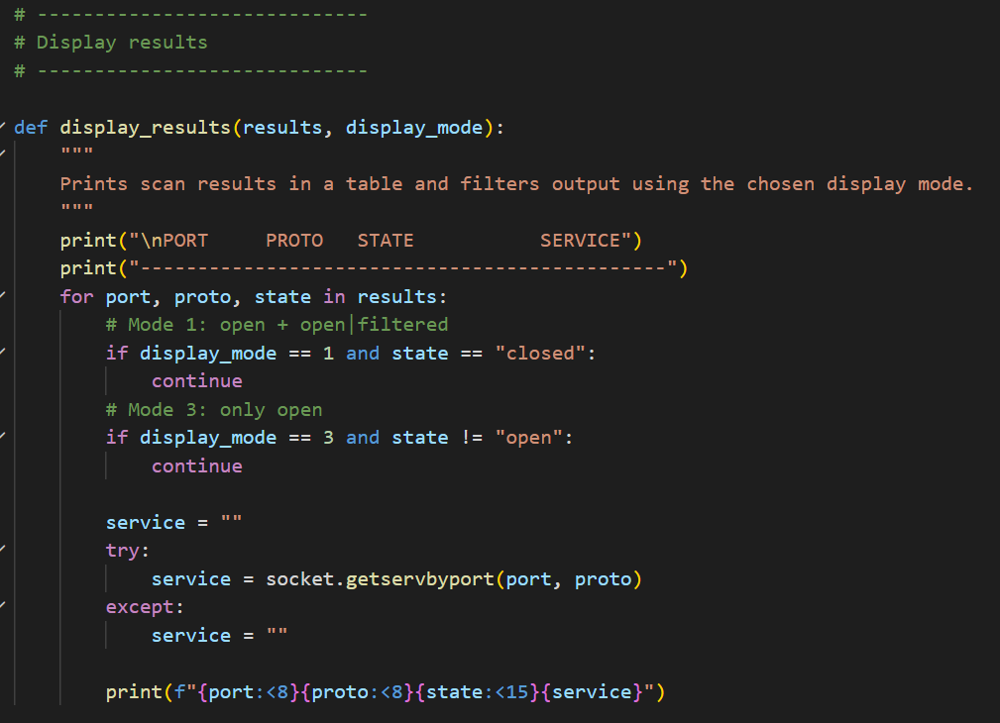 # -----------------------------
# Display results
# -----------------------------

def display_results(results, display_mode):
    """
    Prints scan results in a table and filters output using the chosen display mode.
    """
    print("\nPORT     PROTO   STATE           SERVICE")
    print("----------------------------------------------")
    for port, proto, state in results:
        # Mode 1: open + open|filtered
        if display_mode == 1 and state == "closed":
            continue
        # Mode 3: only open
        if display_mode == 3 and state != "open":
            continue

        service = ""
        try:
            service = socket.getservbyport(port, proto)
        except:
            service = ""

        print(f"{port:<8}{proto:<8}{state:<15}{service}")